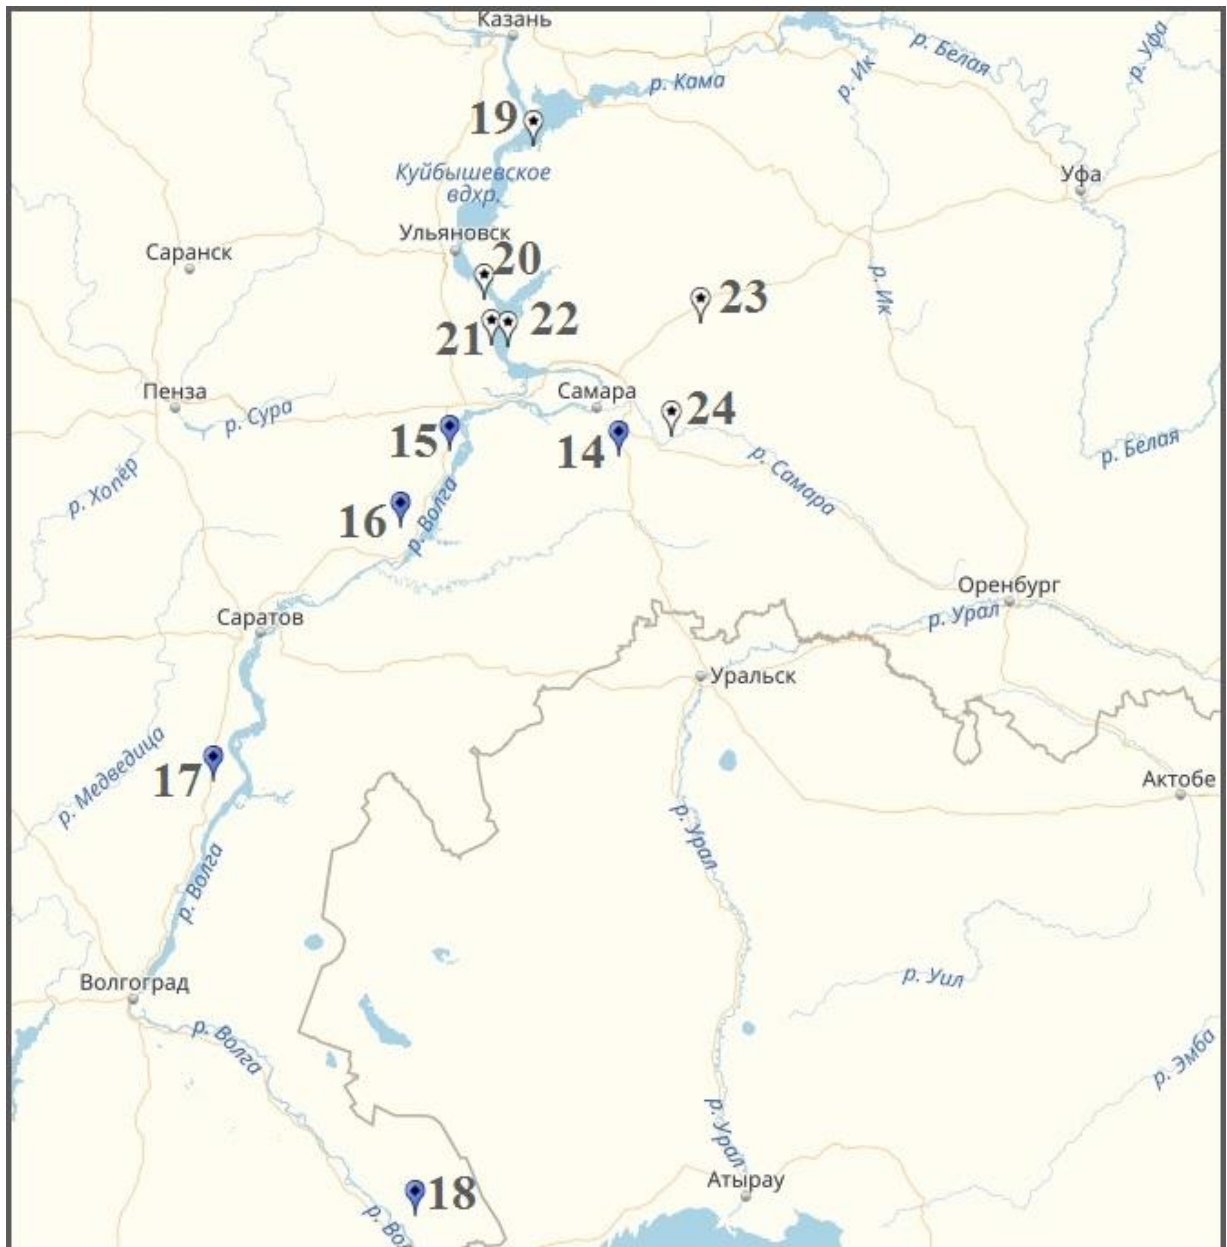 Казань
р. Белая
р. Уфа
р. Ик
р. Кама
19
Куйбышевское
вдхр.
Уфа
Ульяновск
Саранск
20
р. Ик
23
21
22
Пенза
Самара
р. Сура
24
15
14
р. Белая
р. Хопёр
р. Самара
16
р. Волга
Оренбург
Саратов
р. Урал
Уральск
р. Медведица
17
Актобе
р. Урал
р. Волга
Волгоград
р. Уил
р. Волга
р. Эмба
р. Урал
Атырау
18
р. Вол